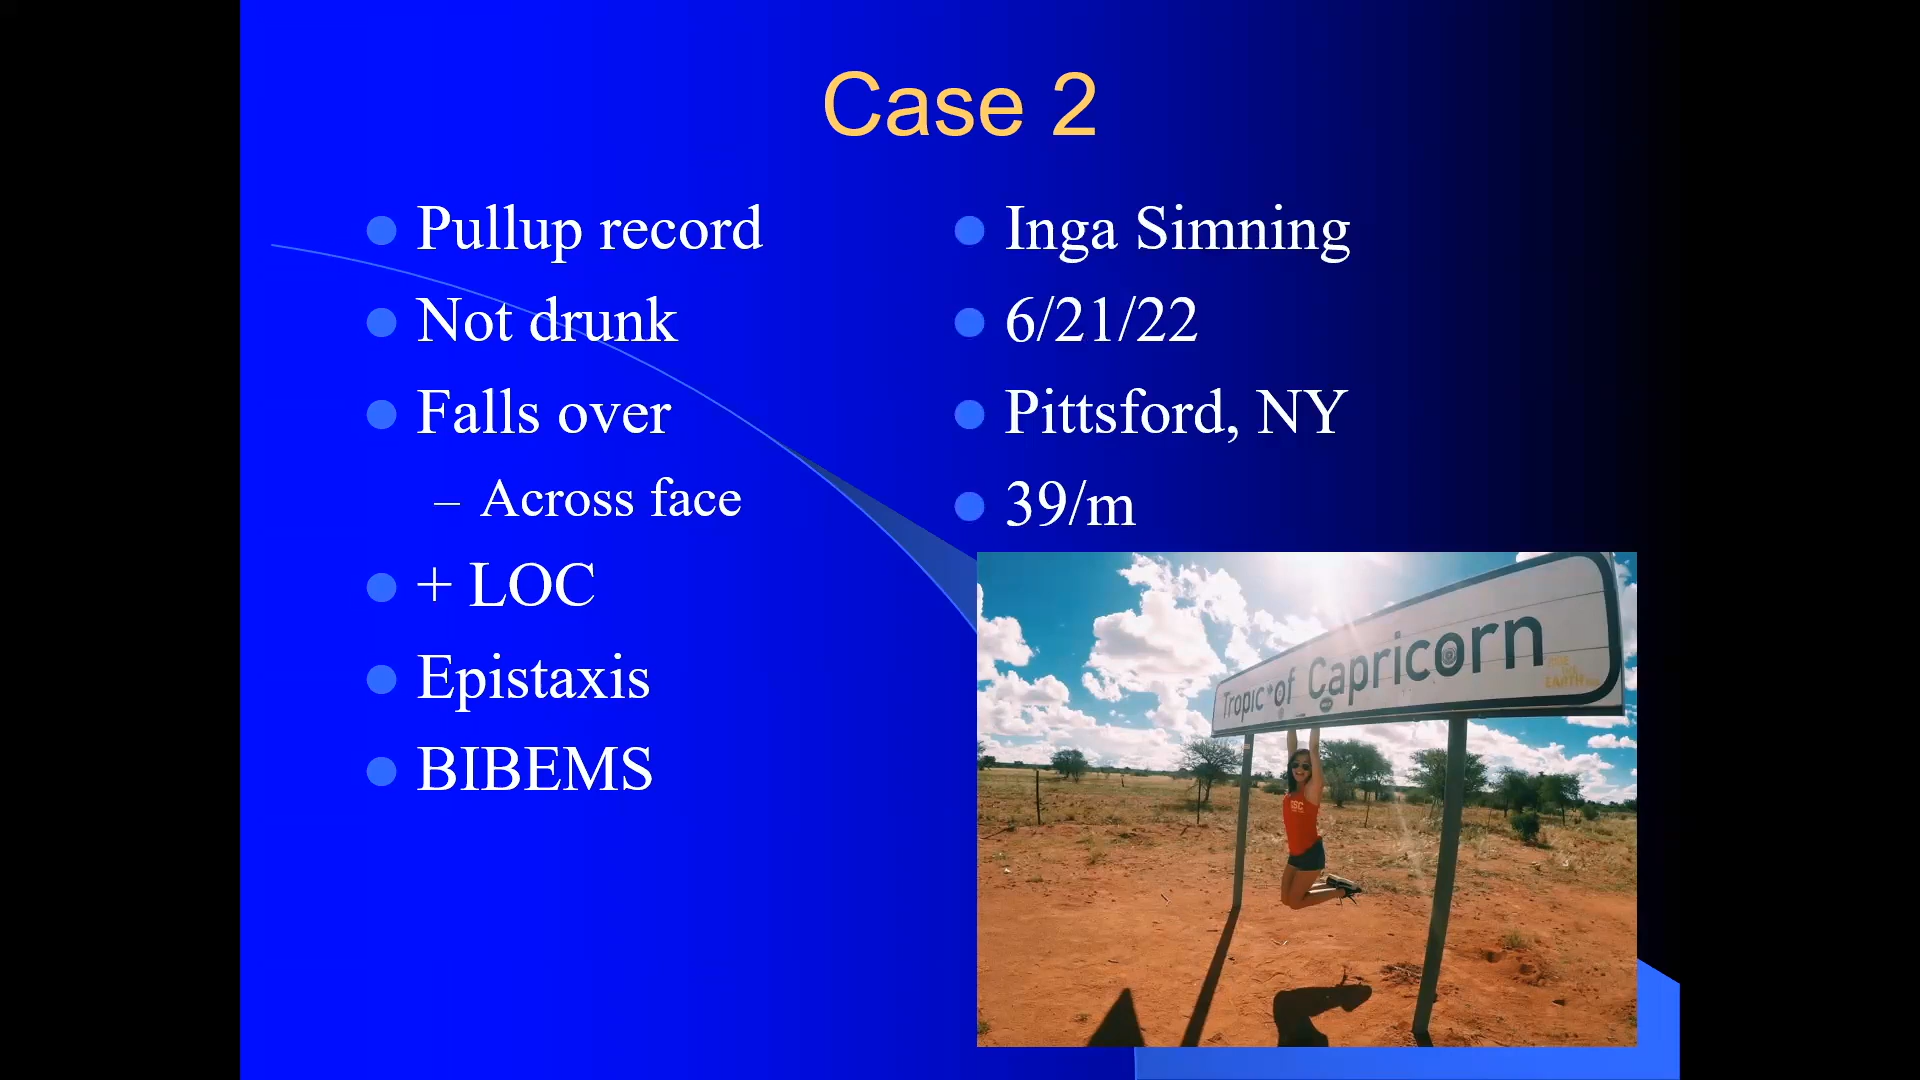 Case 2
Pullup record
Not drunk
Falls over
– Across face
+ LOC
Epistaxis
BIBEMS
Inga Simning
6/21/22
Pittsford, NY
39/m
Tropic of Capricorn
EARTH